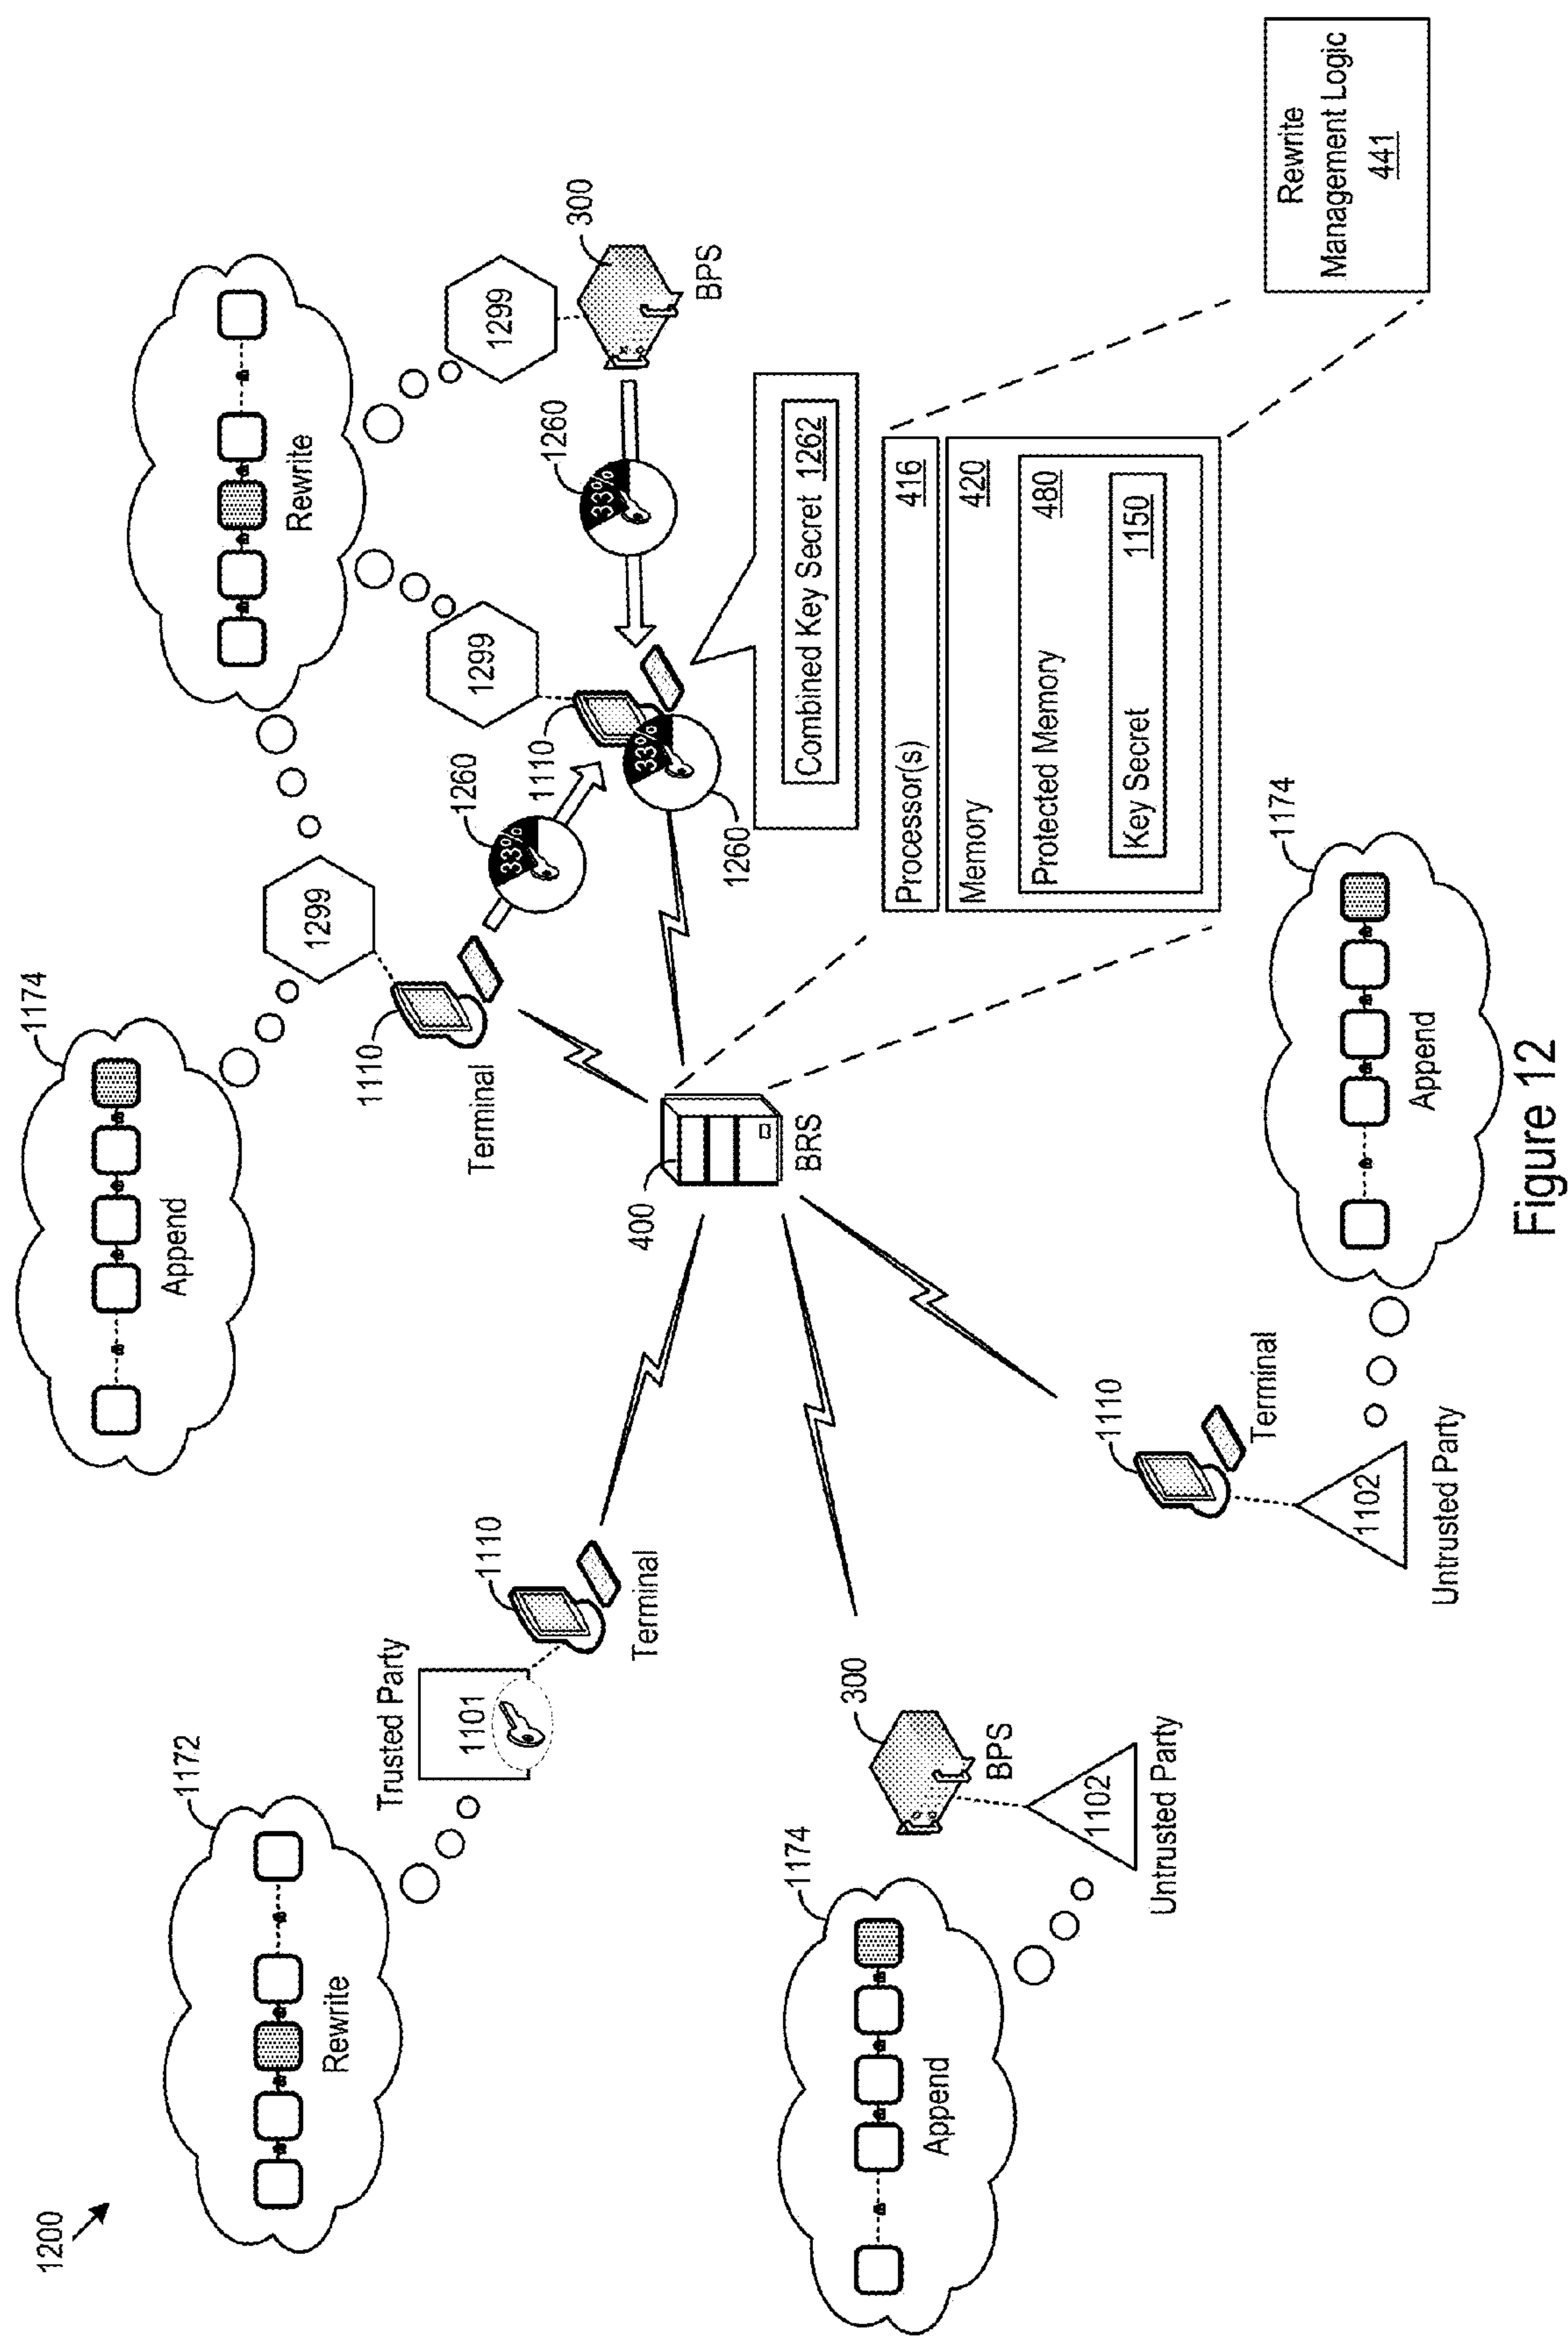 1200
1172
Rewrite
Trusted Party
1101
1110
Terminal
1174
Append
1174
Append
300
BPS
1102
Untrusted Party
1110
Terminal
1102
Untrusted Party
1174
Append
400
BRS
1110
Terminal
1299
1260
33%
1110
1299
33%
1260
Rewrite
1299
300
BPS
1260
33%
Combined Key Secret 1262
Processor(s) 416
Memory 420
Protected Memory 480
Key Secret 1150
Rewrite
Management Logic
441
Figure 12